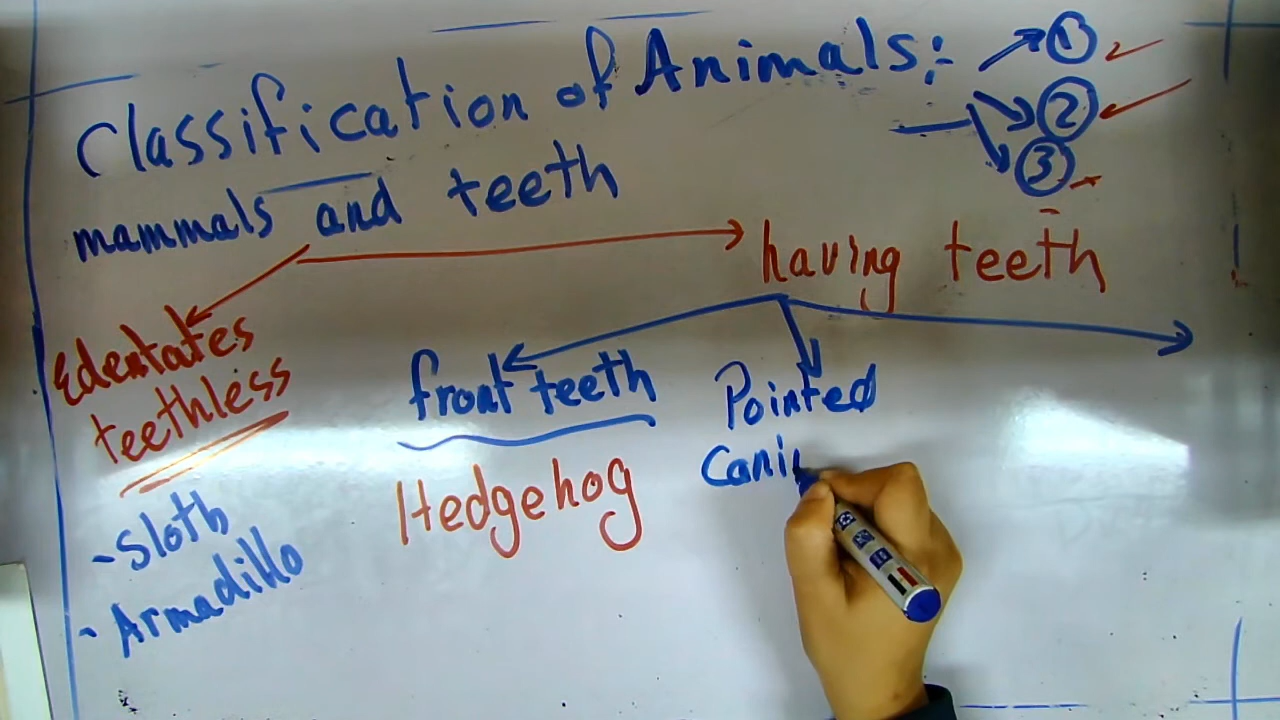 Classification of Animals:-
1
2
3
mammals and teeth
having teeth
Edentates
teethless
front teeth
Pointed
Cani
Hedgehog
- Sloth
- Armadillo